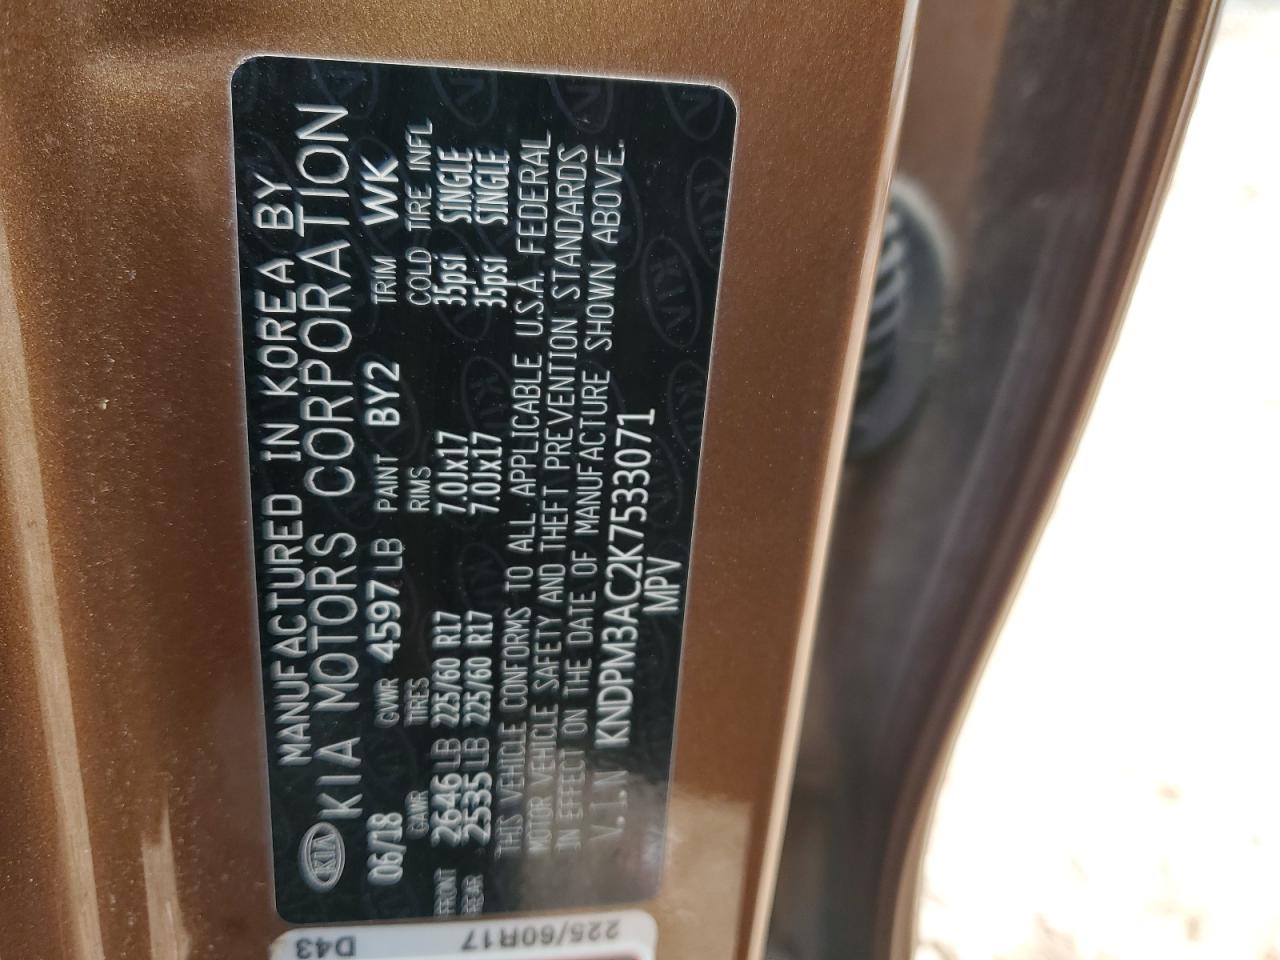 MANUFACTURED IN KOREA BY
KIA KIA MOTORS CORPORATION
06/18 GVWR 4597 LB PAINT BY2 TRIM WK
GAWR TIRES RIMS COLD TIRE INFL
FRONT 2646 LB 225/60 R17 7.0Jx17 35psi SINGLE
REAR 2535 LB 225/60 R17 7.0Jx17 35psi SINGLE
THIS VEHICLE CONFORMS TO ALL APPLICABLE U.S.A. FEDERAL
MOTOR VEHICLE SAFETY AND THEFT PREVENTION STANDARDS
IN EFFECT ON THE DATE OF MANUFACTURE SHOWN ABOVE.
V.I.N KNDPM3AC2K7533071
MPV
225/60R17
D43